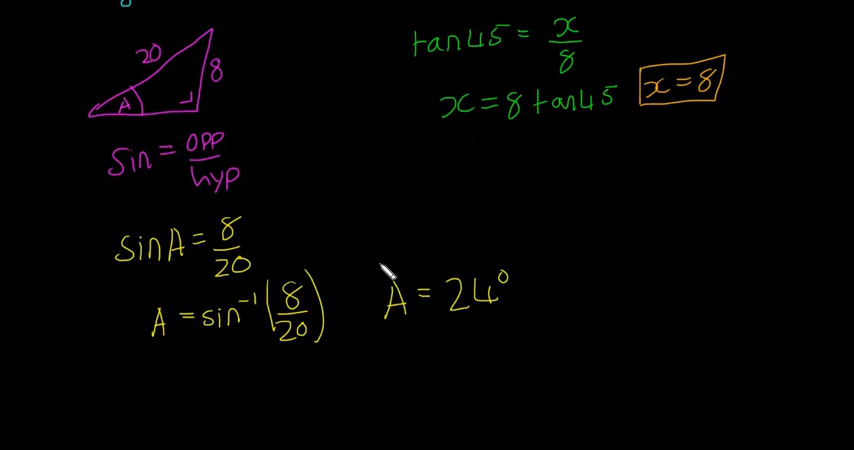 20
8
A
sin = opp/hyp
sinA = 8/20
A = sin⁻¹(8/20)
A = 24°
tan45 = x/8
x = 8 tan45
x = 8